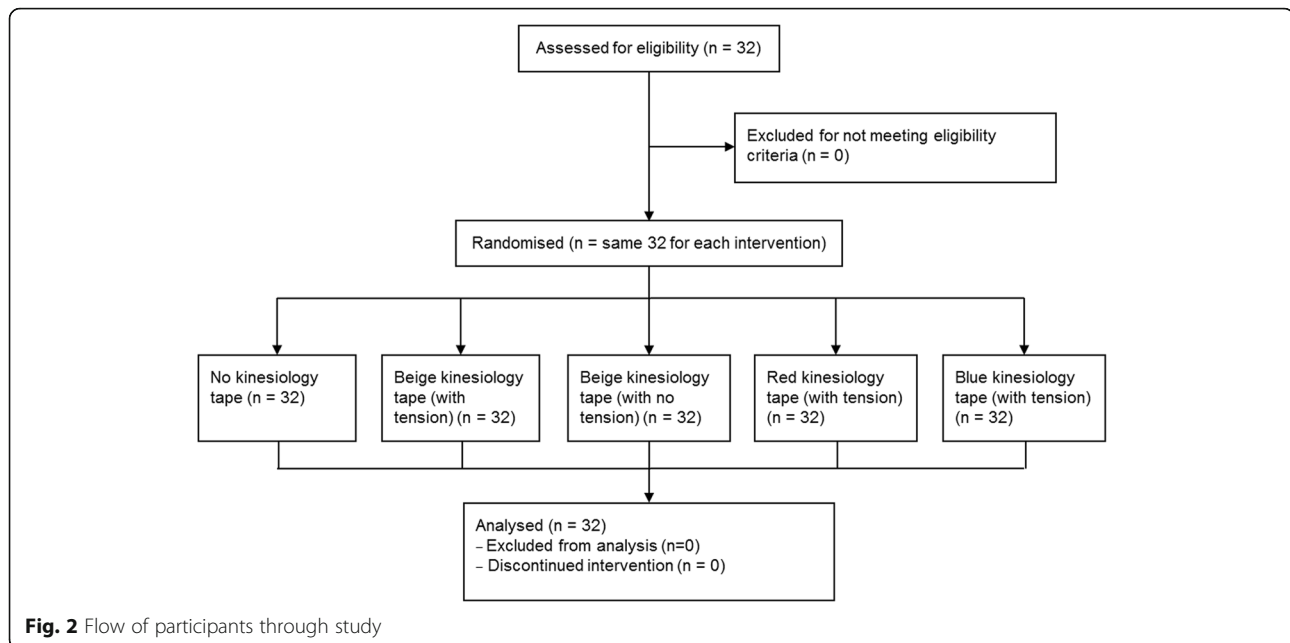 Assessed for eligibility (n = 32)
Excluded for not meeting eligibility
criteria (n = 0)
Randomised (n = same 32 for each intervention)
No kinesiology
tape (n = 32)
Beige kinesiology
tape (with
tension) (n = 32)
Beige kinesiology
tape (with no
tension) (n = 32)
Red kinesiology
tape (with tension)
(n = 32)
Blue kinesiology
tape (with tension)
(n = 32)
Analysed (n = 32)
– Excluded from analysis (n=0)
– Discontinued intervention (n = 0)
Fig. 2 Flow of participants through study